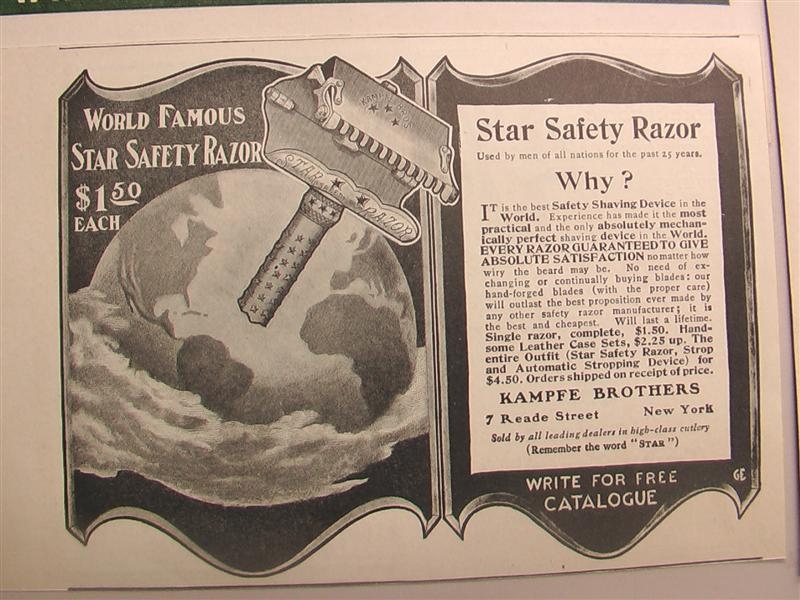 WORLD FAMOUS
STAR SAFETY RAZOR
$1.50
EACH
KAMPFE BROS
STAR
RAZOR
Star Safety Razor
Used by men of all nations for the past 25 years.
Why?
IT is the best Safety Shaving Device in the
World. Experience has made it the most
practical and the only absolutely mechan-
ically perfect shaving device in the World.
EVERY RAZOR GUARANTEED TO GIVE
ABSOLUTE SATISFACTION no matter how
wiry the beard may be. No need of ex-
changing or continually buying blades: our
hand-forged blades (with the proper care)
will outlast the best proposition ever made by
any other safety razor manufacturer; it is
the best and cheapest. Will last a lifetime.
Single razor, complete, $1.50. Hand-
some Leather Case Sets, $2.25 up. The
entire Outfit (Star Safety Razor, Strop
and Automatic Stropping Device) for
$4.50. Orders shipped on receipt of price.
KAMPFE BROTHERS
7 Reade Street New York
Sold by all leading dealers in high-class cutlery
(Remember the word "STAR")
WRITE FOR FREE
CATALOGUE
GE